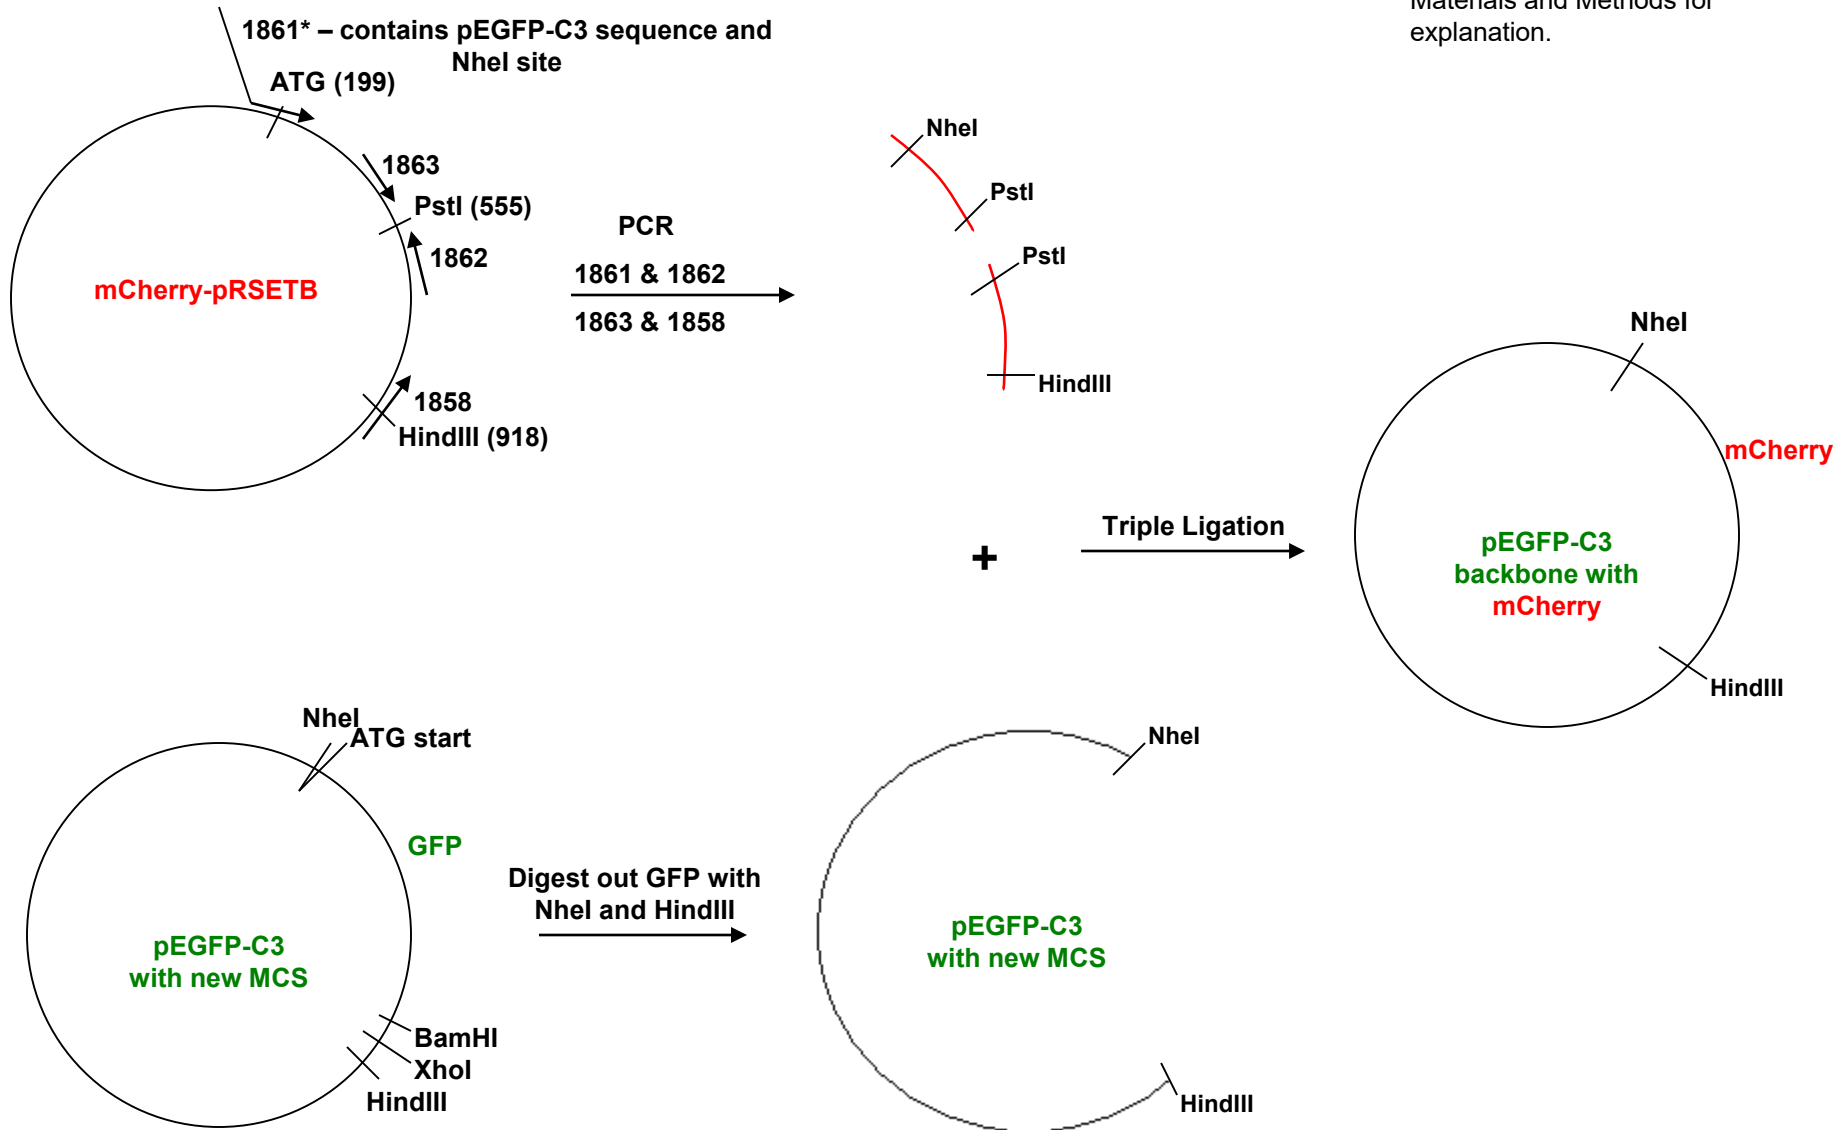 Materials and Methods for
explanation.
1861* – contains pEGFP-C3 sequence and
NheI site
ATG (199)
1863
PstI (555)
1862
mCherry-pRSETB
1858
HindIII (918)
PCR
1861 & 1862
1863 & 1858
NheI
PstI
PstI
HindIII
+
Triple Ligation
NheI
mCherry
pEGFP-C3
backbone with
mCherry
HindIII
NheI
ATG start
GFP
pEGFP-C3
with new MCS
BamHI
XhoI
HindIII
Digest out GFP with
NheI and HindIII
NheI
pEGFP-C3
with new MCS
HindIII